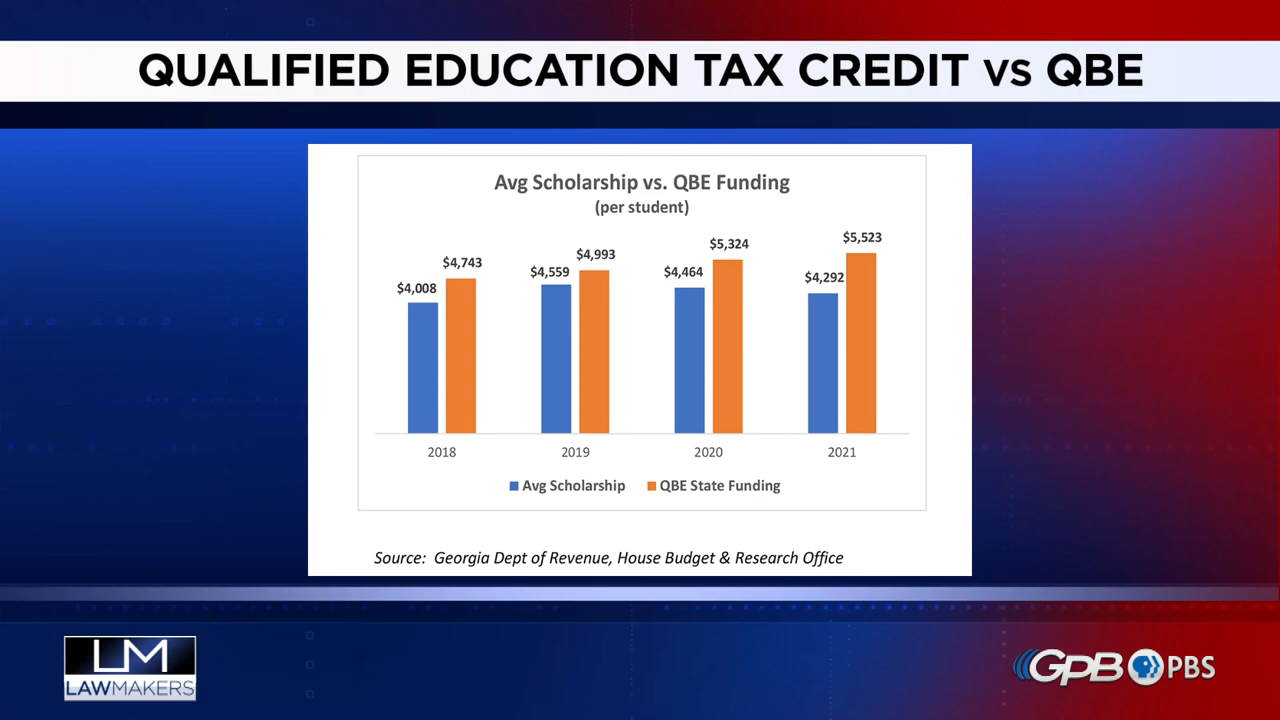 QUALIFIED EDUCATION TAX CREDIT VS QBE
Avg Scholarship vs. QBE Funding
(per student)
$4,008 $4,743 $4,559 $4,993 $4,464 $5,324 $4,292 $5,523
2018 2019 2020 2021
Avg Scholarship QBE State Funding
Source: Georgia Dept of Revenue, House Budget & Research Office
LM
LAWMAKERS
GPB PBS